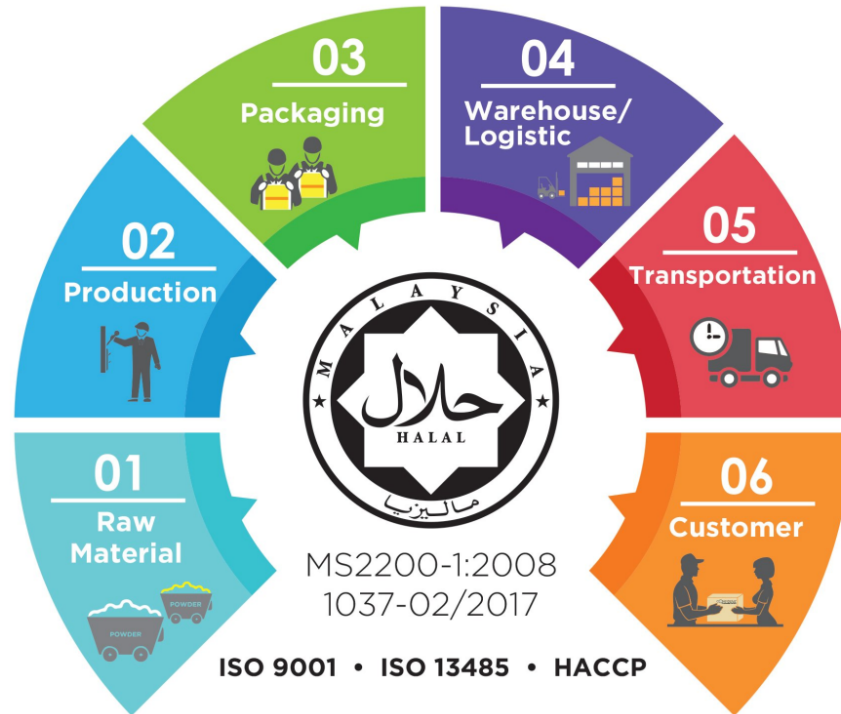 01
Raw
Material
POWDER
POWDER
02
Production
03
Packaging
04
Warehouse/
Logistic
05
Transportation
06
Customer
MALAYSIA
حلال
HALAL
ماليزيا
MS2200-1:2008
1037-02/2017
ISO 9001 • ISO 13485 • HACCP